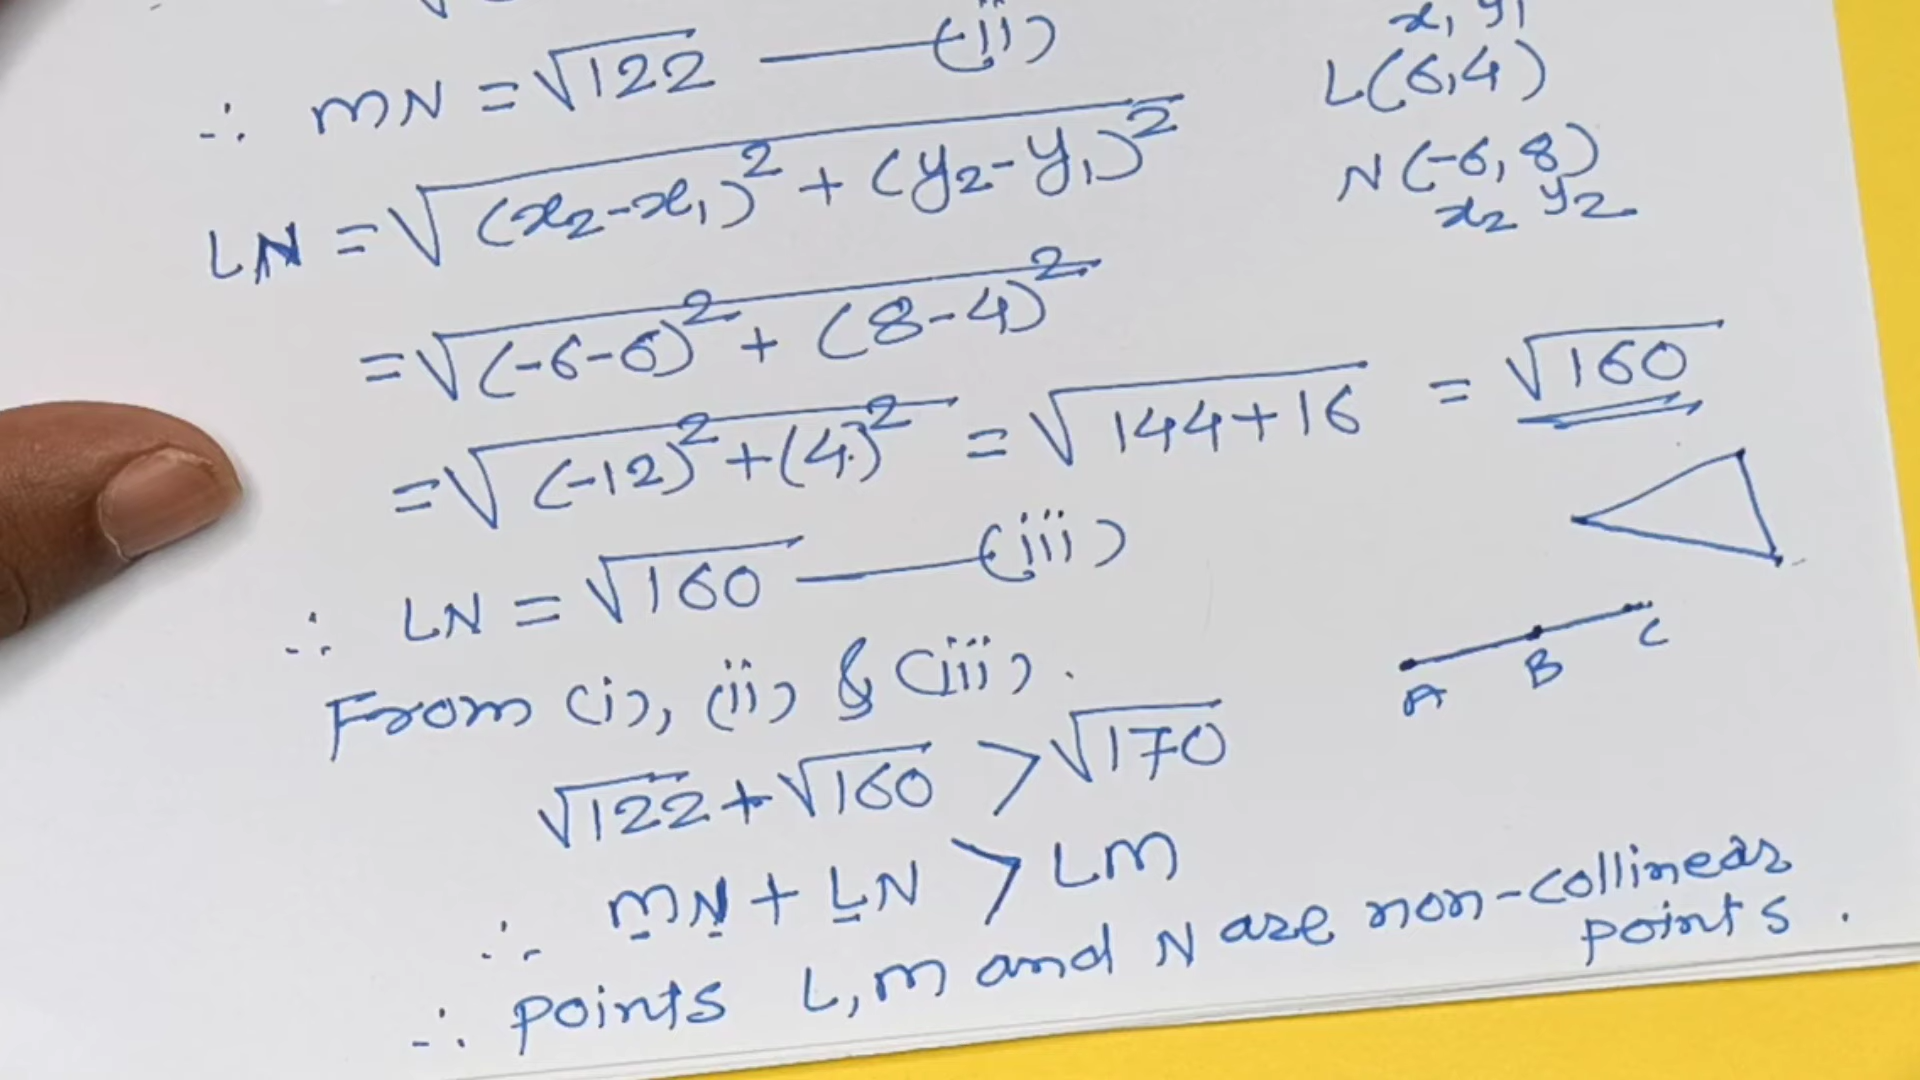 ∴ MN = √122 —— (ii)
x₁ y₁
L(6,4)
N(-6, 8)
x₂ y₂
LN = √(x₂-x₁)² + (y₂-y₁)²
= √(-6-6)² + (8-4)²
= √(-12)² + (4)² = √144+16 = √160
∴ LN = √160 —— (iii)
A B C
From (i), (ii) & (iii).
√122 + √160 > √170
∴ MN + LN > LM
∴ points L, M and N are non-collinear
points.